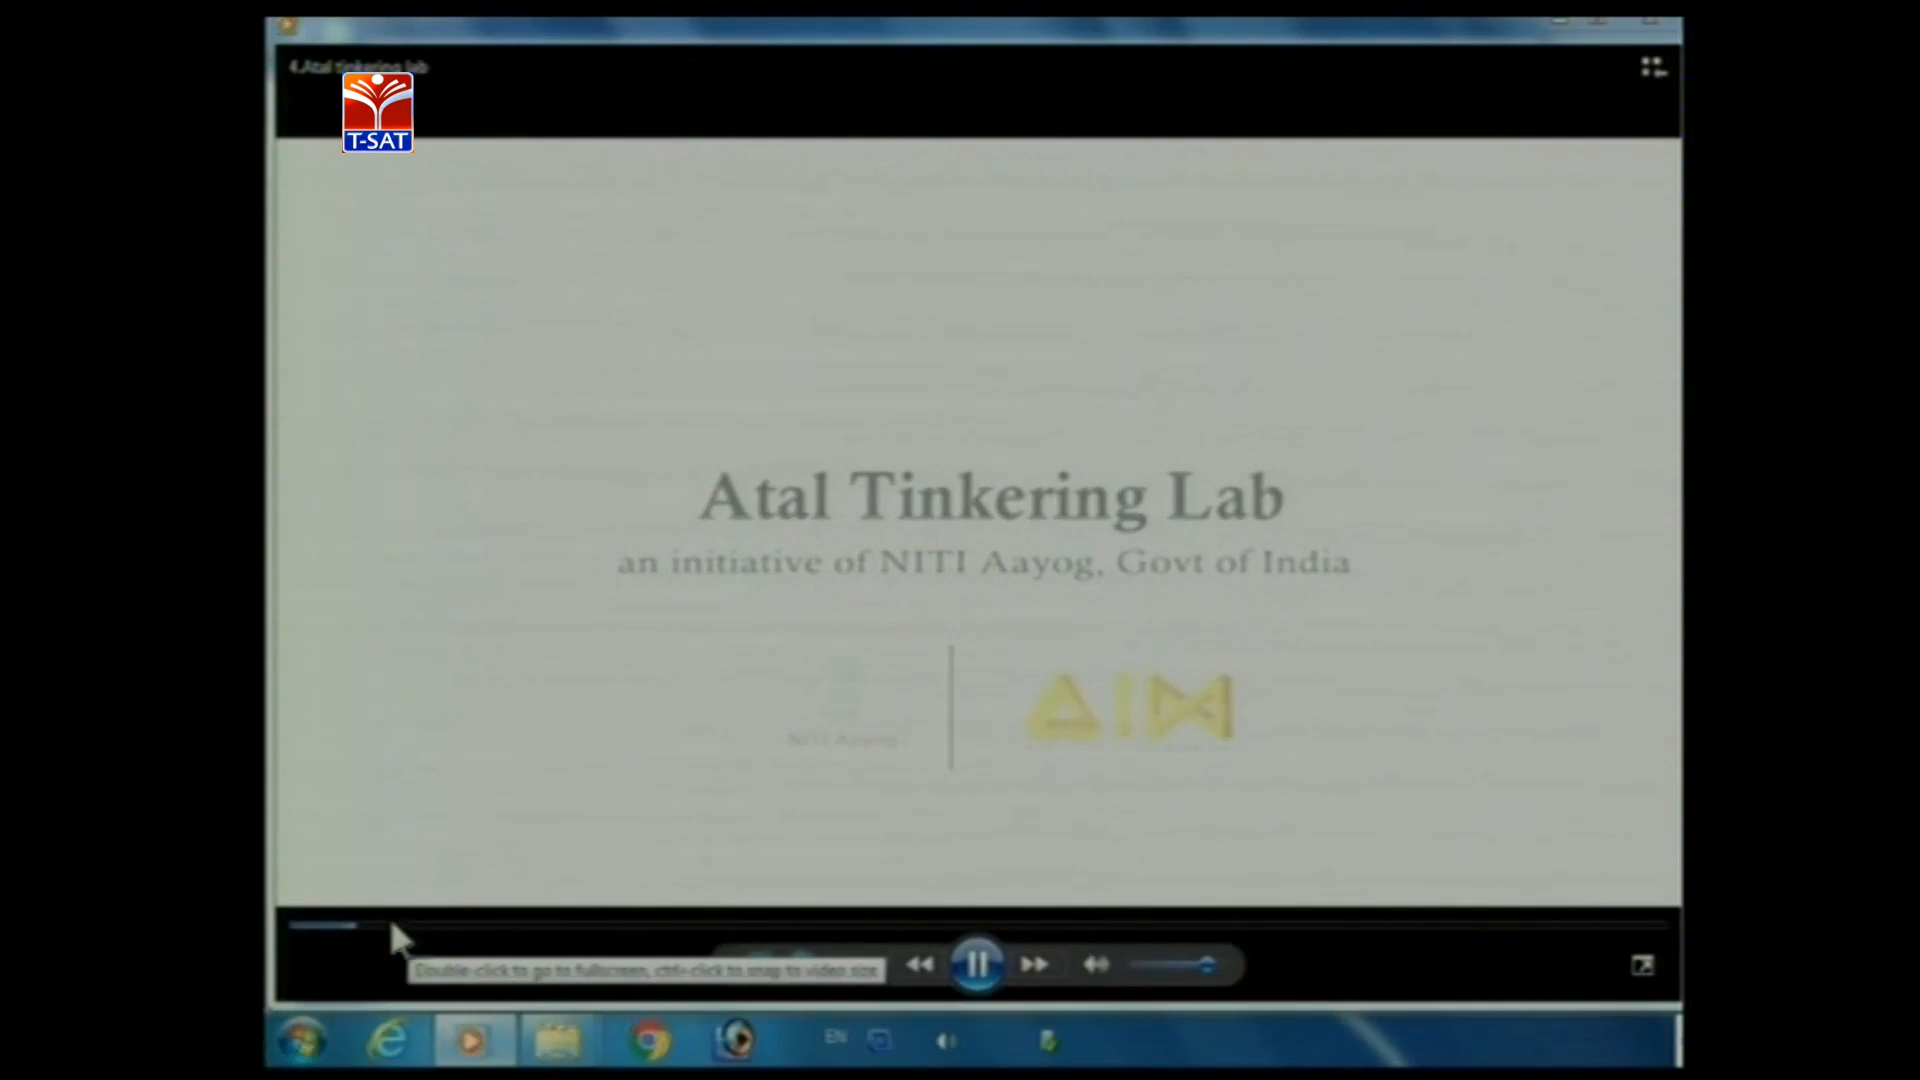 4.Atal tinkering lab
T-SAT
Atal Tinkering Lab
an initiative of NITI Aayog, Govt of India
NITI Aayog
AIM
Double-click to go to fullscreen, ctrl+click to snap to video size
EN